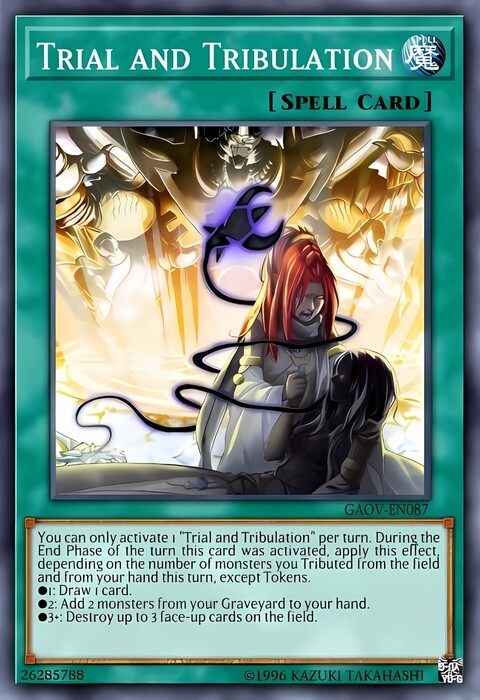 TRIAL AND TRIBULATION 魔
[SPELL CARD]
GAOV-EN087
You can only activate 1 "Trial and Tribulation" per turn. During the
End Phase of the turn this card was activated, apply this effect,
depending on the number of monsters you Tributed from the field
and from your hand this turn, except Tokens.
●1: Draw 1 card.
●2: Add 2 monsters from your Graveyard to your hand.
●3+: Destroy up to 3 face-up cards on the field.
26285788
©1996 KAZUKI TAKAHASHI